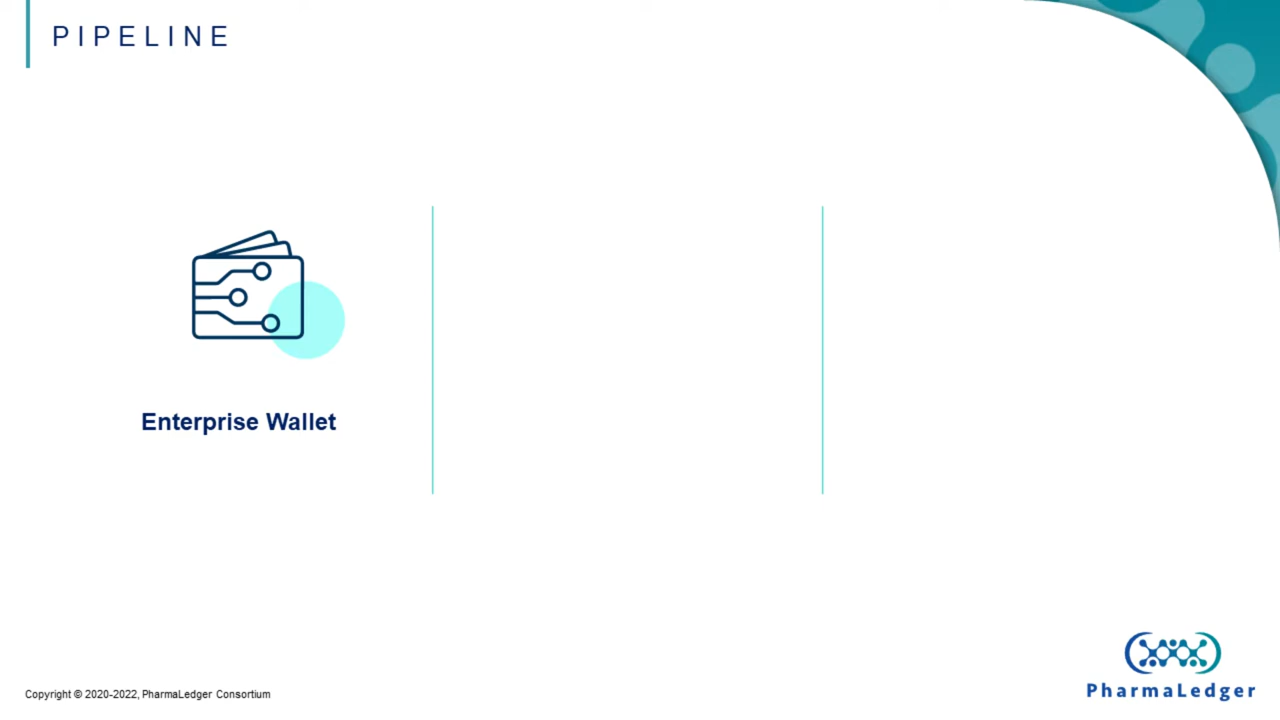 PIPELINE
Enterprise Wallet
PharmaLedger
Copyright © 2020-2022, PharmaLedger Consortium